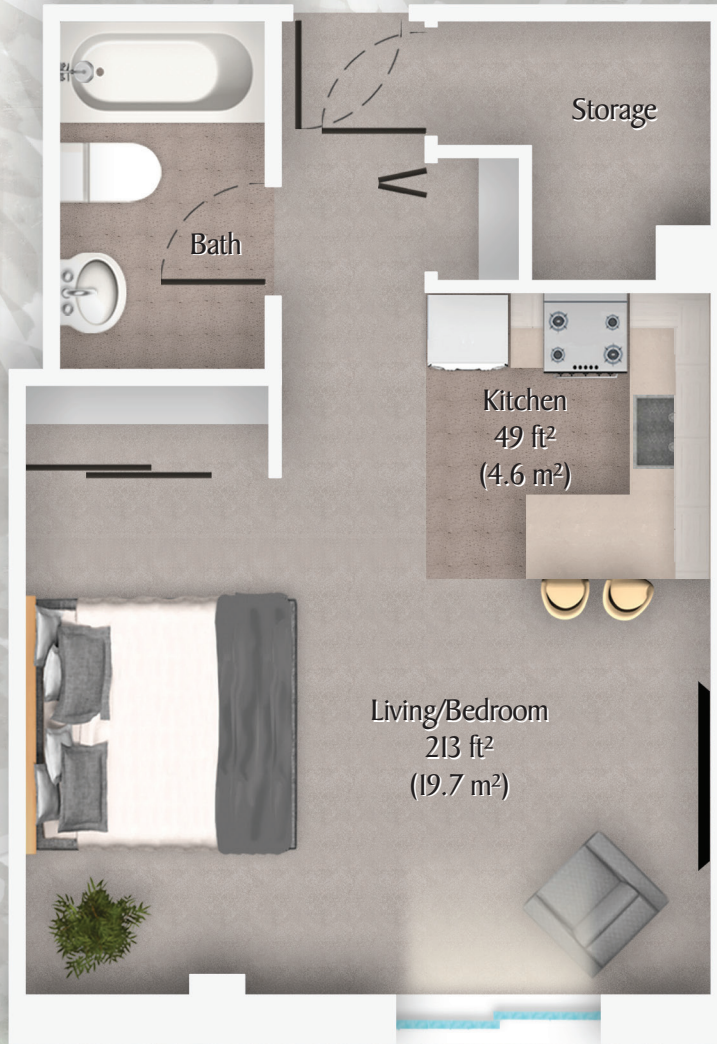 Storage
Bath
Kitchen
49 ft²
(4.6 m²)
Living/Bedroom
213 ft²
(19.7 m²)